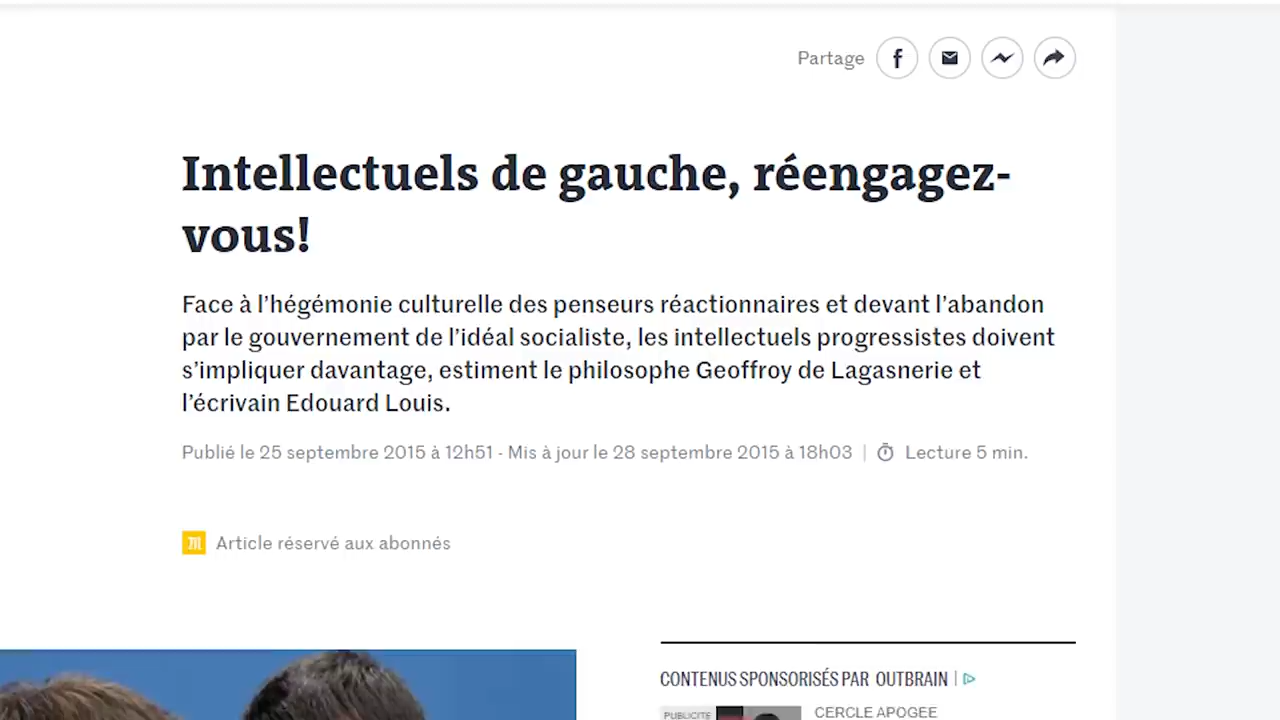 Partage
Intellectuels de gauche, réengagez-
vous!
Face à l'hégémonie culturelle des penseurs réactionnaires et devant l'abandon
par le gouvernement de l'idéal socialiste, les intellectuels progressistes doivent
s'impliquer davantage, estiment le philosophe Geoffroy de Lagasnerie et
l'écrivain Edouard Louis.
Publié le 25 septembre 2015 à 12h51 - Mis à jour le 28 septembre 2015 à 18h03 | Lecture 5 min.
Article réservé aux abonnés
CONTENUS SPONSORISÉS PAR OUTBRAIN |
PUBLICITÉ
CERCLE APOGEE